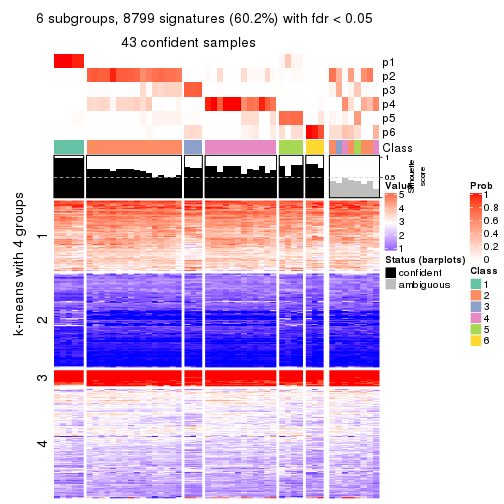 6 subgroups, 8799 signatures (60.2%) with fdr < 0.05
43 confident samples
p1
p2
p3
p4
p5
p6
Class
1
0.5
0
Silhouette
score
k-means with 4 groups
1
2
3
4
Value
5
4
3
2
1
Status (barplots)
confident
ambiguous
Prob
1
0.8
0.6
0.4
0.2
0
Class
1
2
3
4
5
6